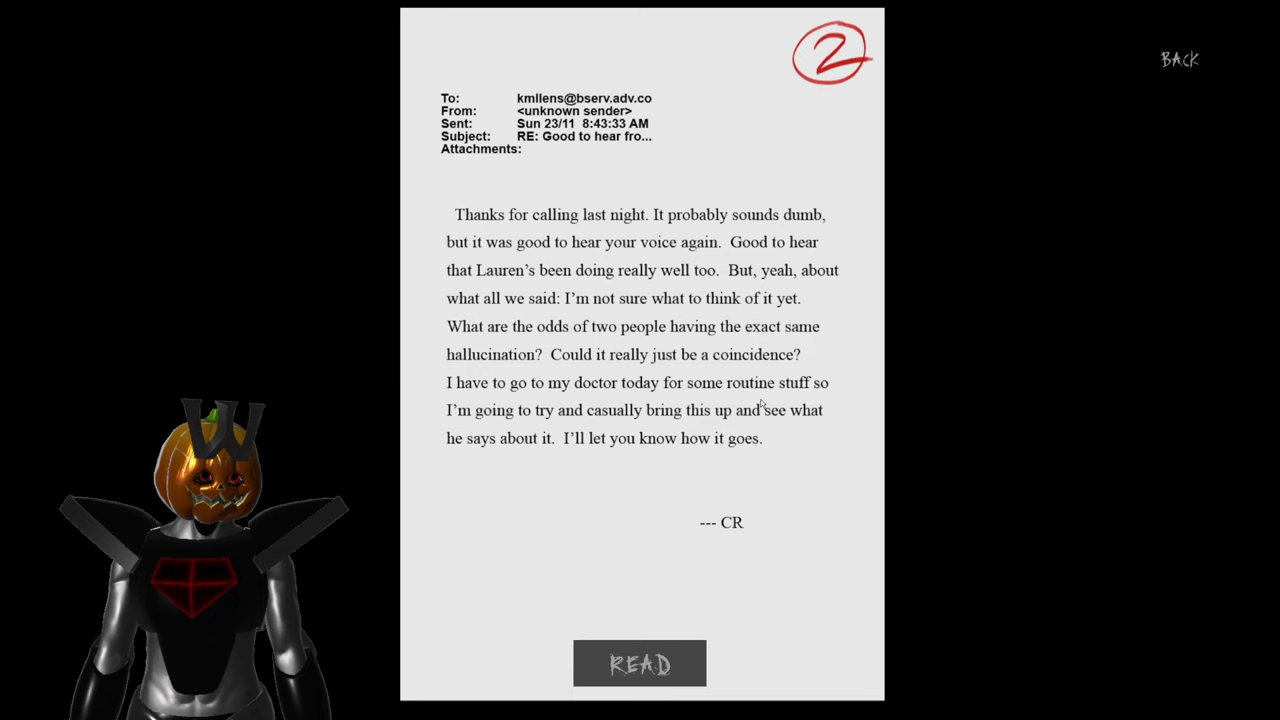 2
BACK
To: kmllens@bserv.adv.co
From: <unknown sender>
Sent: Sun 23/11 8:43:33 AM
Subject: RE: Good to hear fro...
Attachments:
Thanks for calling last night. It probably sounds dumb,
but it was good to hear your voice again. Good to hear
that Lauren’s been doing really well too. But, yeah, about
what all we said: I’m not sure what to think of it yet.
What are the odds of two people having the exact same
hallucination? Could it really just be a coincidence?
I have to go to my doctor today for some routine stuff so
I’m going to try and casually bring this up and see what
he says about it. I’ll let you know how it goes.
--- CR
READ
W